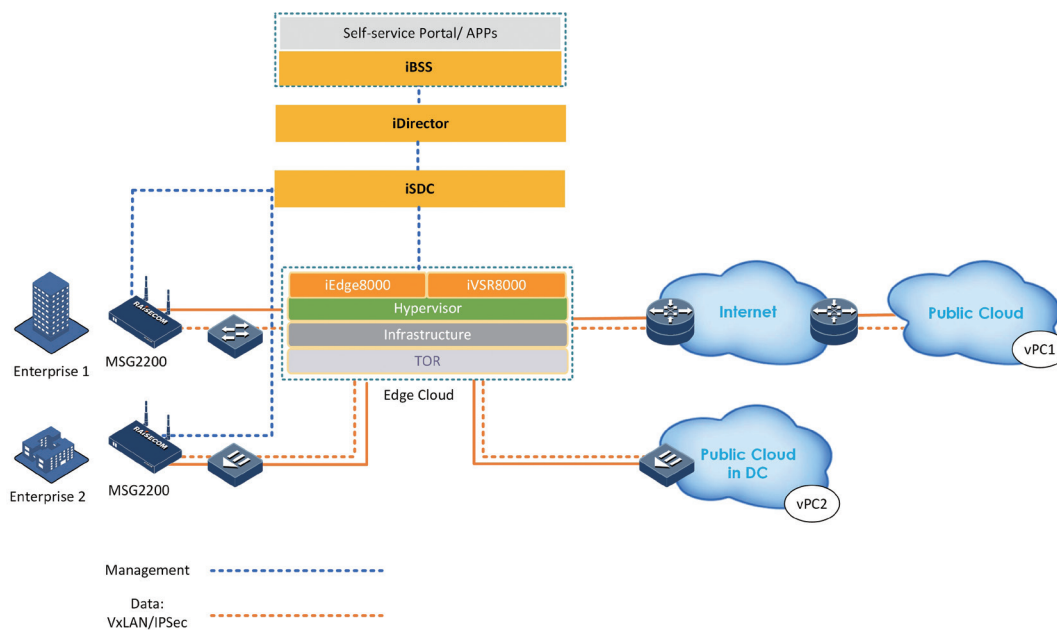 Self-service Portal/ APPs
iBSS
iDirector
iSDC
iEdge8000
iVSR8000
Hypervisor
Infrastructure
TOR
Edge Cloud
RAISECOM
MSG2200
Enterprise 1
Internet
Public Cloud
vPC1
RAISECOM
MSG2200
Enterprise 2
Public Cloud
in DC
vPC2
Management
Data:
VxLAN/IPSec